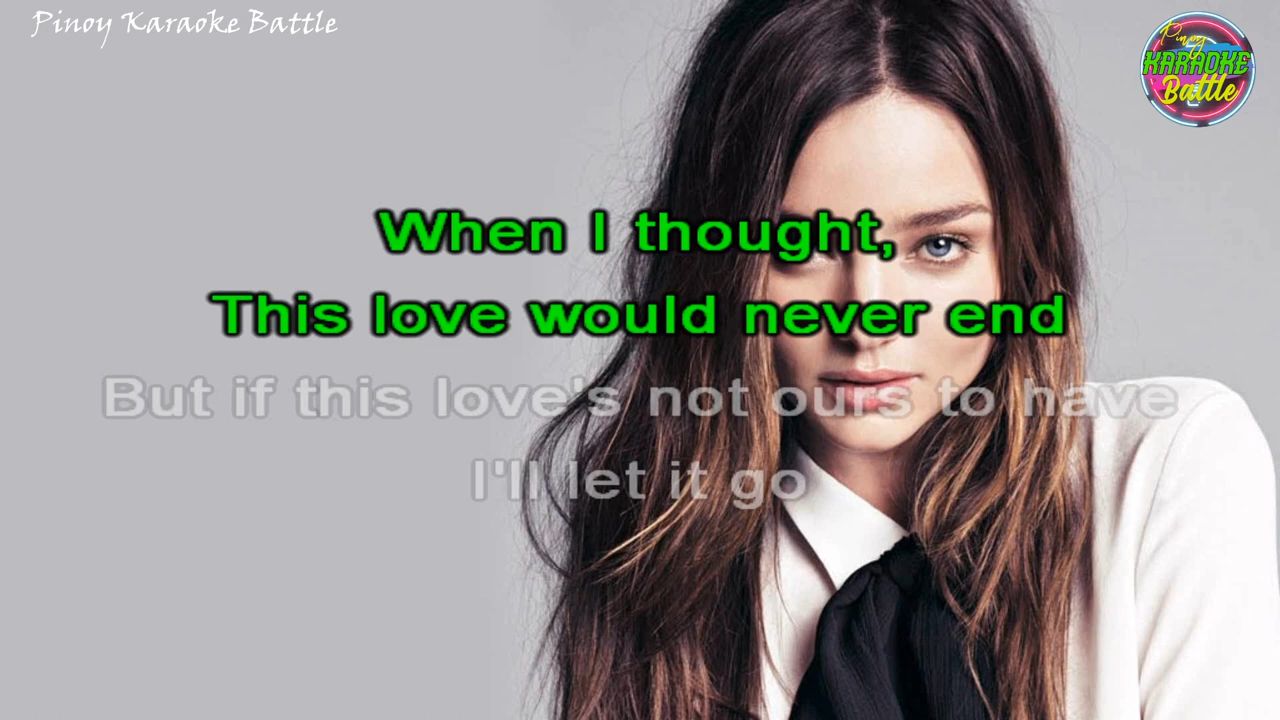 Pinoy Karaoke Battle
Pinoy
KARAOKE
Battle
When I thought,
This love would never end
But if this love's not ours to have
I'll let it go